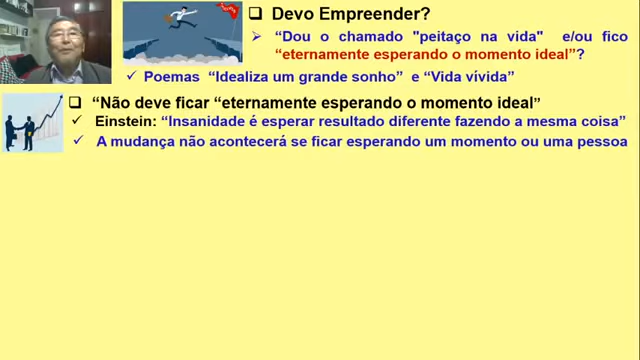 Devo Empreender?
"Dou o chamado "peitaço na vida" e/ou fico
"eternamente esperando o momento ideal"?
Poemas "Idealiza um grande sonho" e "Vida vívida"
"Não deve ficar "eternamente esperando o momento ideal"
Einstein: "Insanidade é esperar resultado diferente fazendo a mesma coisa"
A mudança não acontecerá se ficar esperando um momento ou uma pessoa